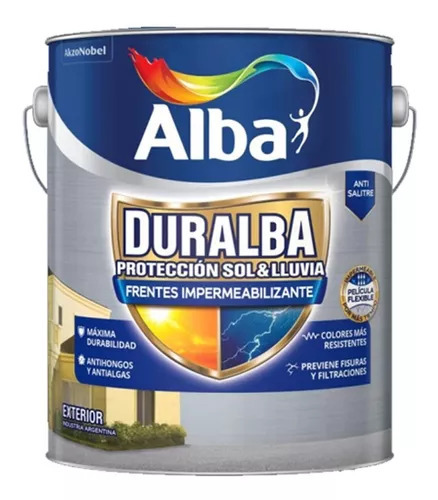 AkzoNobel
Alba
ANTI
SALITRE
DURALBA
PROTECCIÓN SOL&LLUVIA
FRENTES IMPERMEABILIZANTE
PELÍCULA
FLEXIBLE
MÁXIMA
DURABILIDAD
COLORES MÁS
RESISTENTES
ANTIHONGOS
Y ANTIALGAS
PREVIENE FISURAS
Y FILTRACIONES
EXTERIOR
INDUSTRIA ARGENTINA